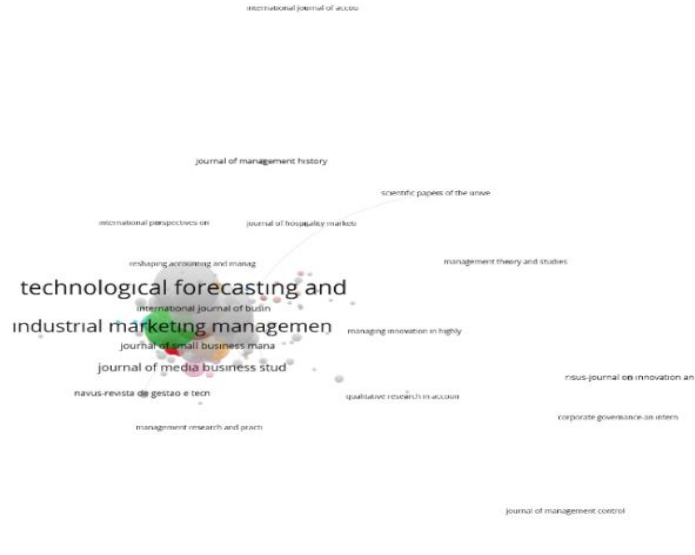 international journal of accou
journal of management history
scientific papers of the unive
international perspectives on
journal of hospitality marketi
management theory and studies
reshaping accounting and manag
technological forecasting and
international journal of busin
industrial marketing managemen
managing innovation in highly
journal of small business mana
journal of media business stud
risus-journal on innovation an
navus-revista de gestao e tecn
qualitative research in accoun
corporate governance-an intern
management research and practi
journal of management control